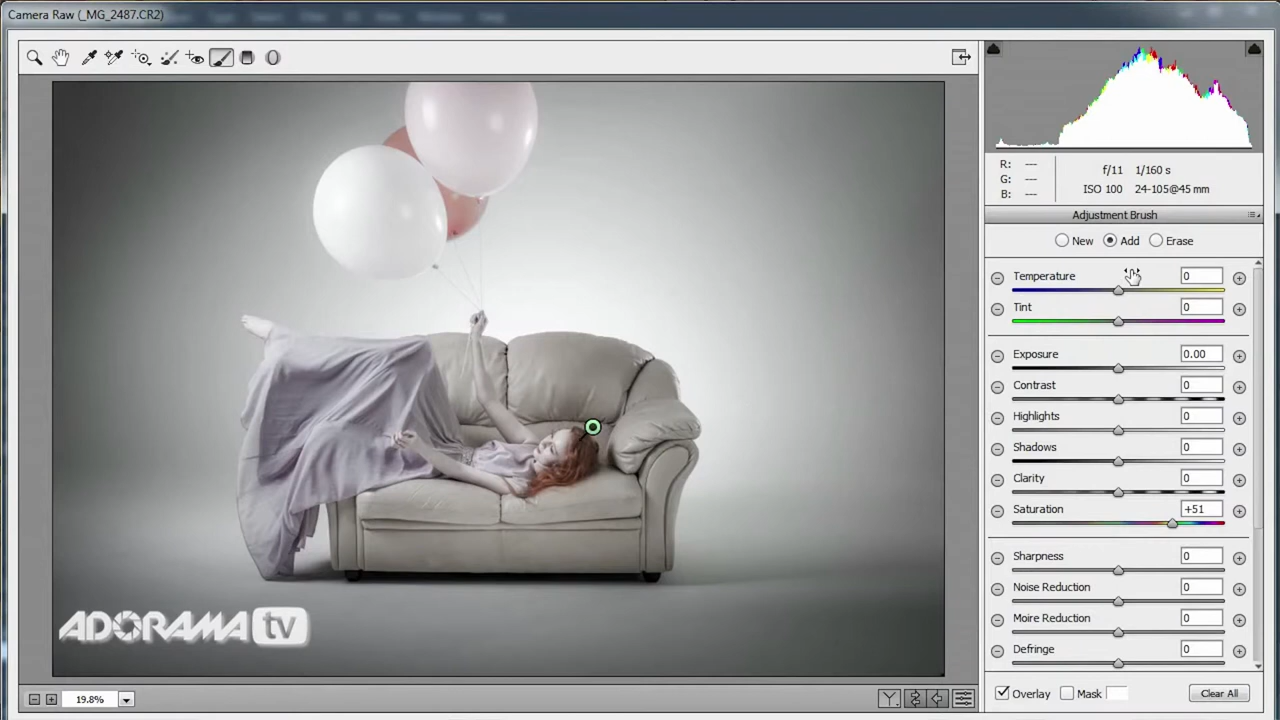 Camera Raw (_MG_2487.CR2)
R: ---
G: ---
B: ---
f/11 1/160 s
ISO 100 24-105@45 mm
Adjustment Brush
New Add Erase
Temperature 0
Tint 0
Exposure 0.00
Contrast 0
Highlights 0
Shadows 0
Clarity 0
Saturation +51
Sharpness 0
Noise Reduction 0
Moire Reduction 0
Defringe 0
ADORAMA tv
19.8%
Y
Overlay Mask Clear All